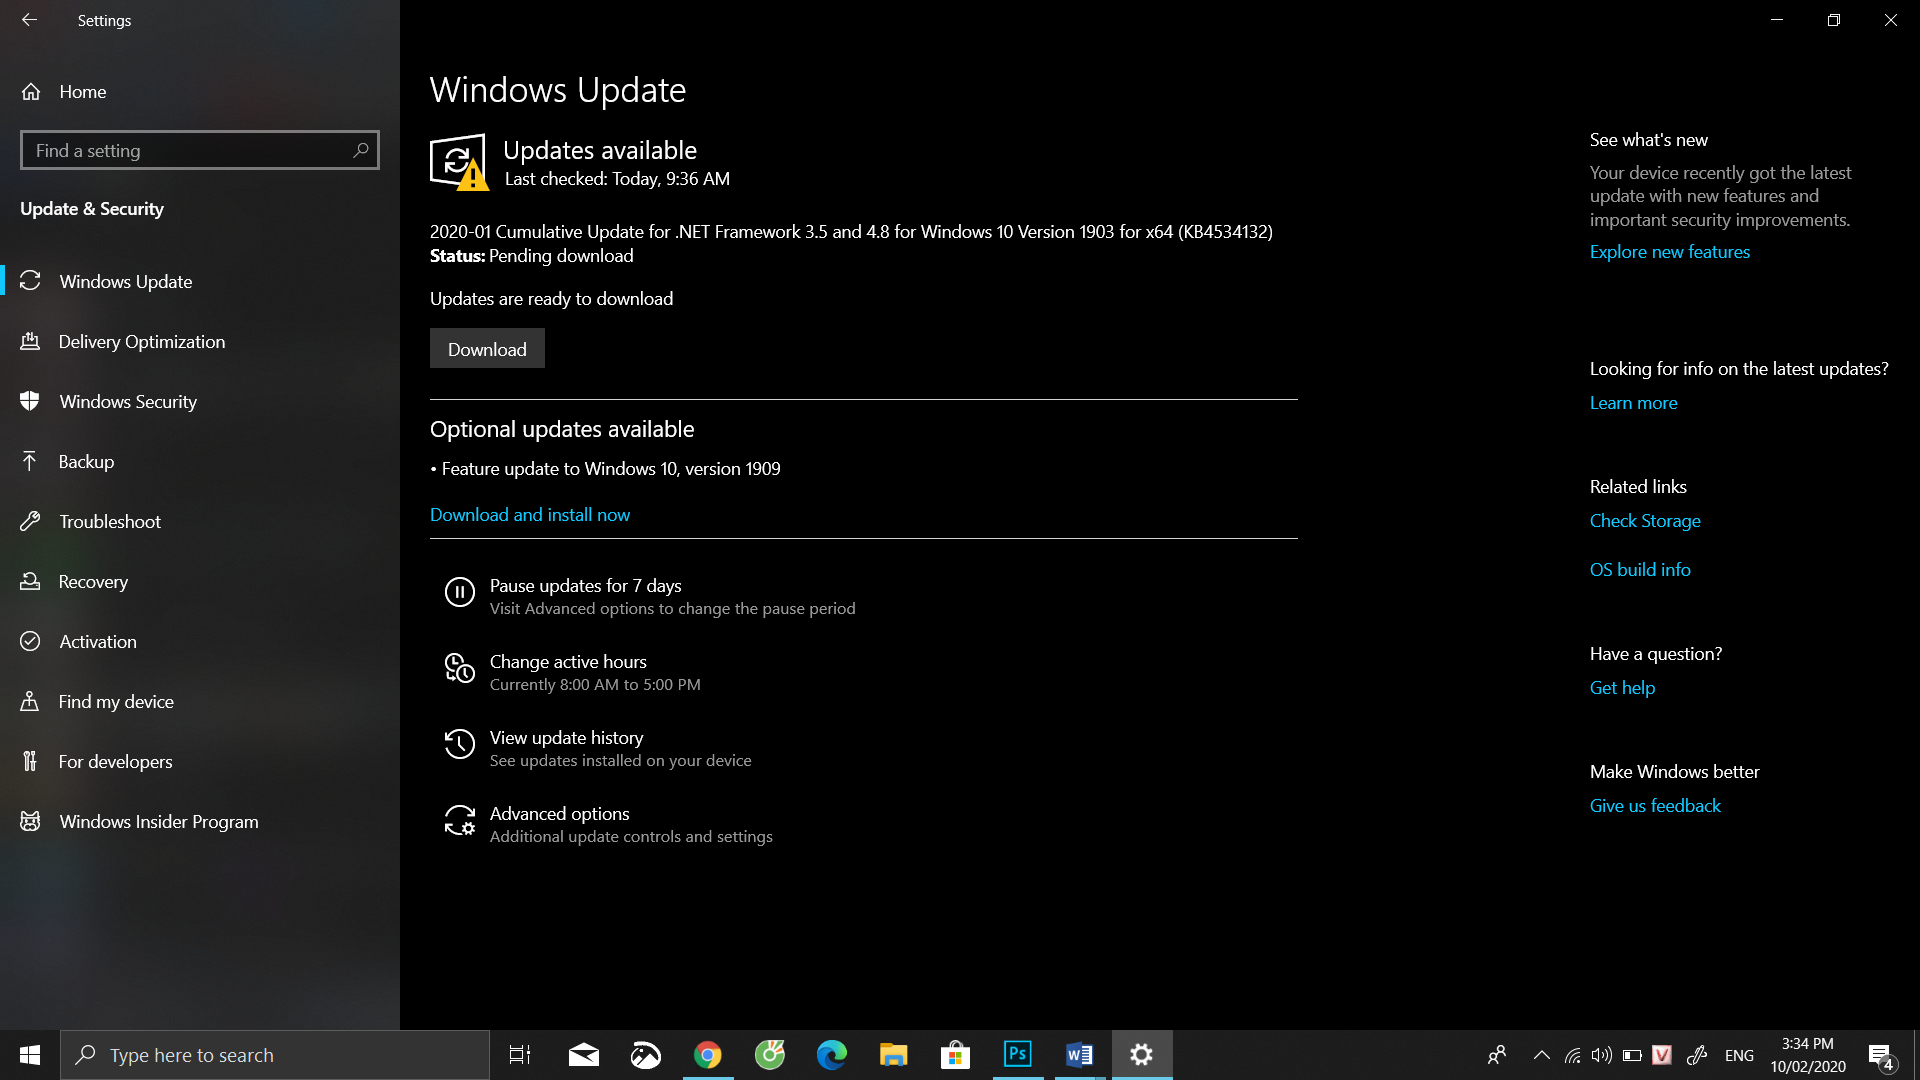 Settings
Home
Find a setting
Update & Security
Windows Update
Delivery Optimization
Windows Security
Backup
Troubleshoot
Recovery
Activation
Find my device
For developers
Windows Insider Program
Windows Update
Updates available
Last checked: Today, 9:36 AM
2020-01 Cumulative Update for .NET Framework 3.5 and 4.8 for Windows 10 Version 1903 for x64 (KB4534132)
Status: Pending download
Updates are ready to download
Download
Optional updates available
• Feature update to Windows 10, version 1909
Download and install now
Pause updates for 7 days
Visit Advanced options to change the pause period
Change active hours
Currently 8:00 AM to 5:00 PM
View update history
See updates installed on your device
Advanced options
Additional update controls and settings
See what's new
Your device recently got the latest
update with new features and
important security improvements.
Explore new features
Looking for info on the latest updates?
Learn more
Related links
Check Storage
OS build info
Have a question?
Get help
Make Windows better
Give us feedback
Type here to search
Ps
W
V
ENG
3:34 PM
10/02/2020
4